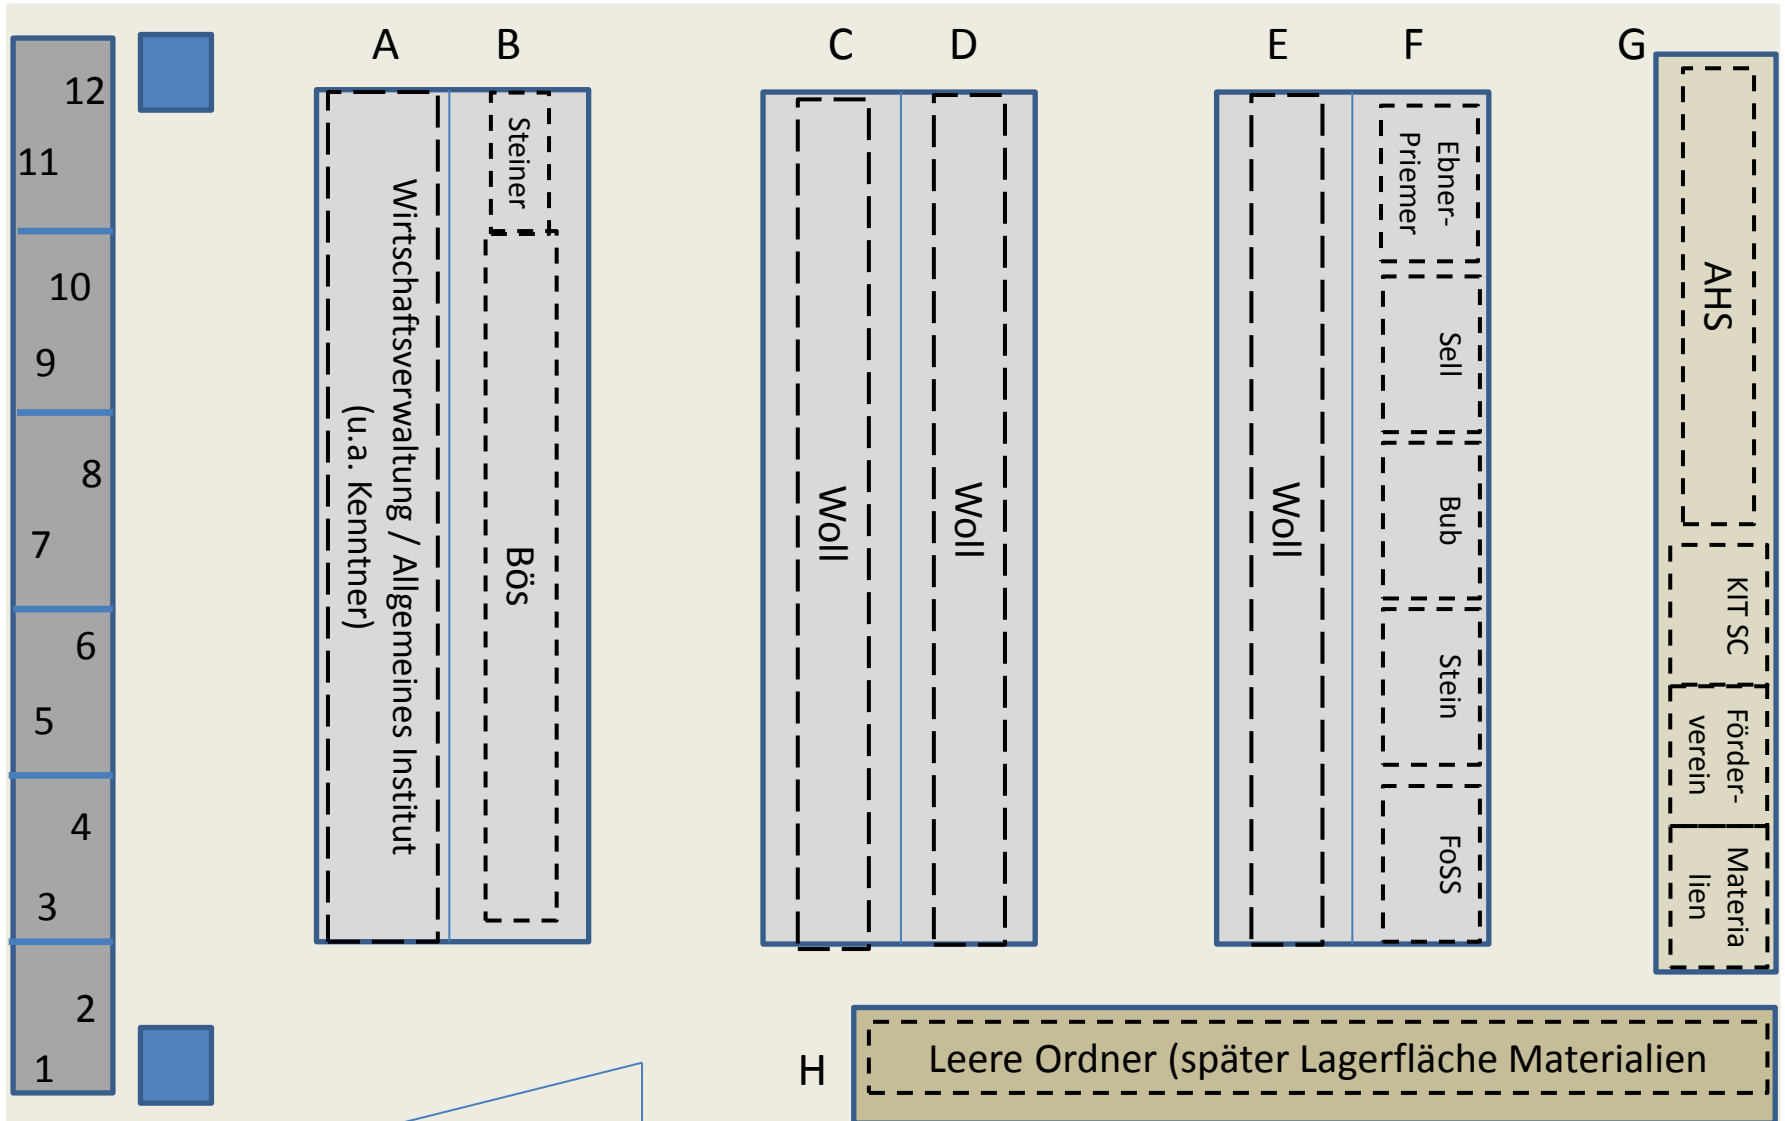 A B C D E F G
12
11
10
9
8
7
6
5
4
3
2
1
Wirtschaftsverwaltung / Allgemeines Institut
(u.a. Kenntner)
Steiner
Bös
Woll
Woll
Woll
Ebner-
Priemer
Sell
Bub
Stein
FoSS
AHS
KIT SC
Förder-
verein
Materia
lien
H
Leere Ordner (später Lagerfläche Materialien